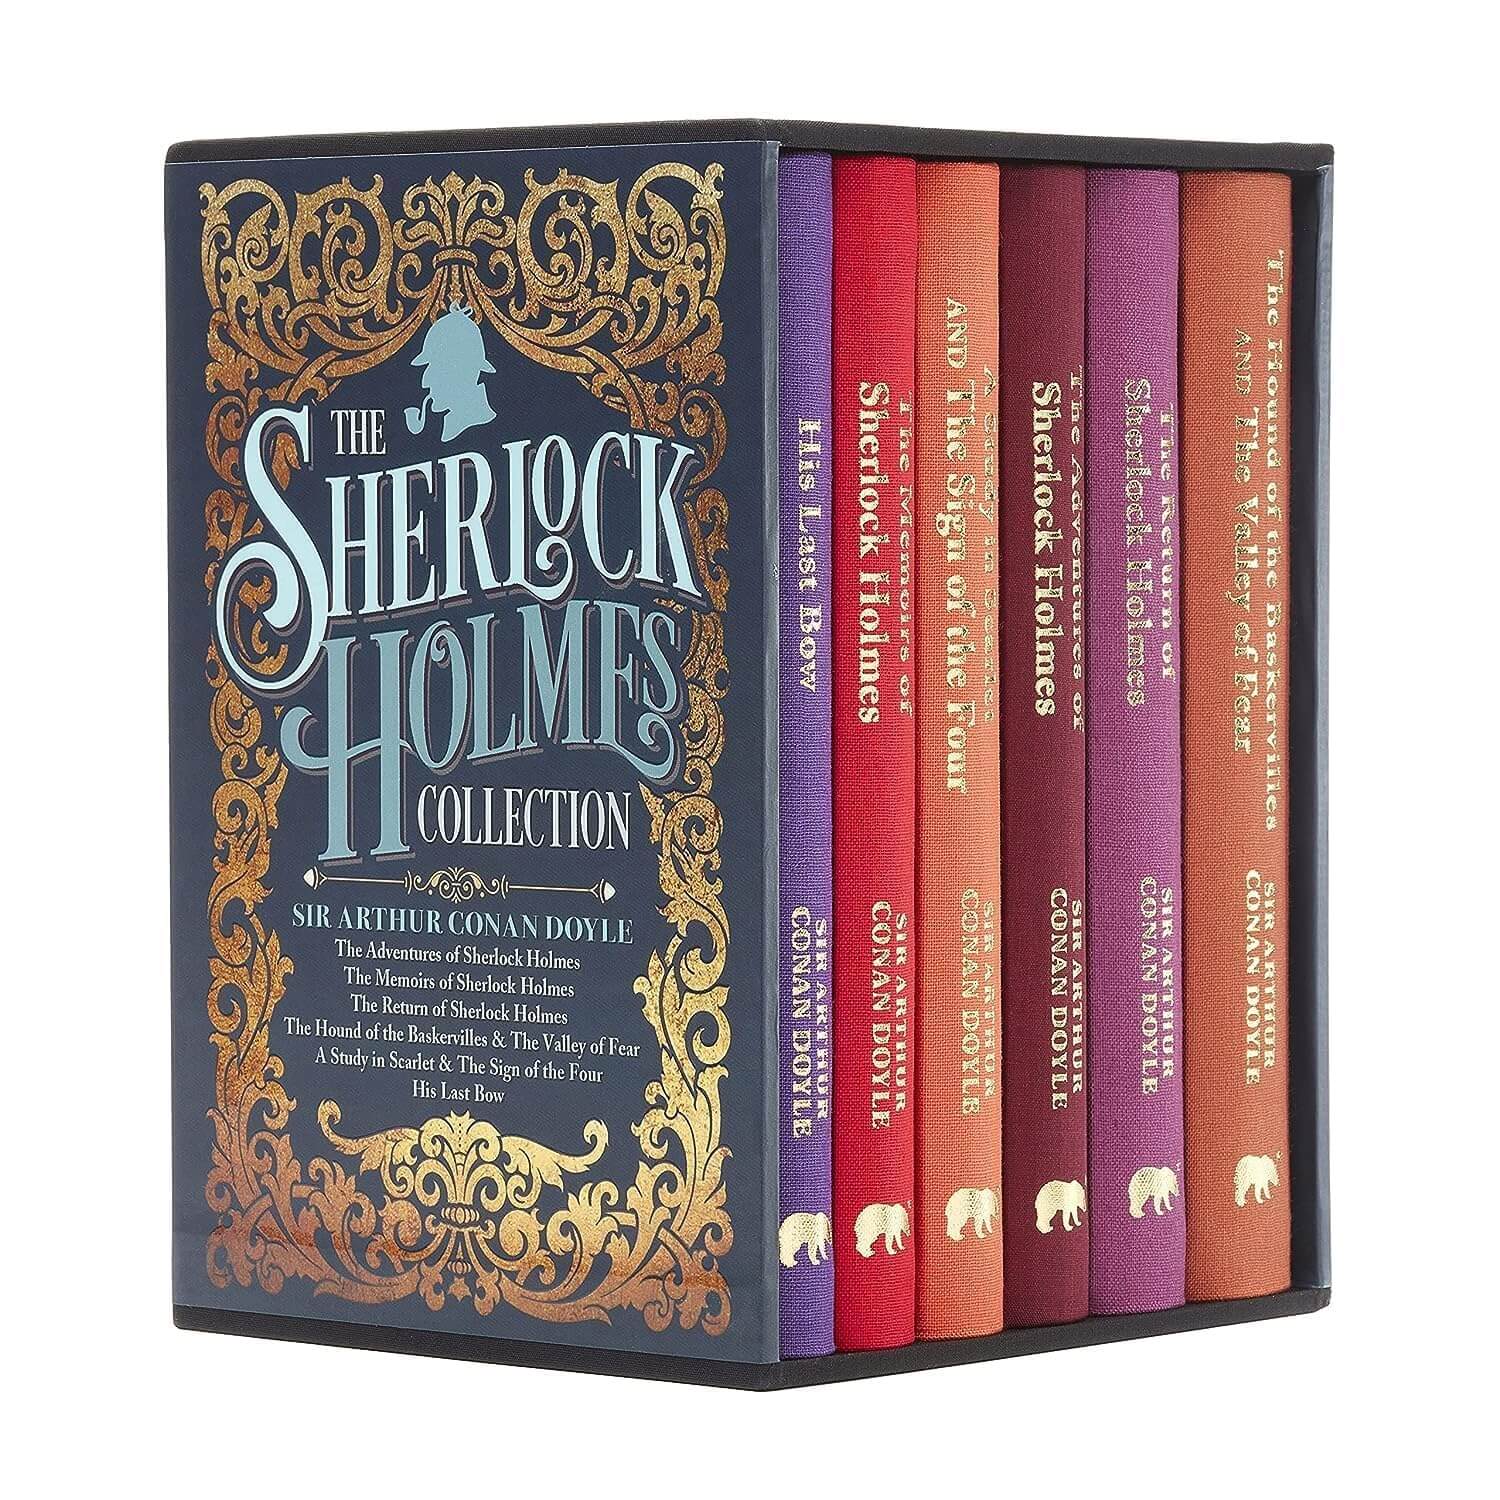 THE
SHERLOCK
HOLMES
COLLECTION
SIR ARTHUR CONAN DOYLE
The Adventures of Sherlock Holmes
The Memoirs of Sherlock Holmes
The Return of Sherlock Holmes
The Hound of the Baskervilles & The Valley of Fear
A Study in Scarlet & The Sign of the Four
His Last Bow
His Last Bow
SIR ARTHUR
CONAN DOYLE
The Memoirs of
Sherlock Holmes
SIR ARTHUR
CONAN DOYLE
A Study in Scarlet
AND The Sign of the Four
SIR ARTHUR
CONAN DOYLE
The Adventures of
Sherlock Holmes
SIR ARTHUR
CONAN DOYLE
The Return of
Sherlock Holmes
SIR ARTHUR
CONAN DOYLE
The Hound of the Baskervilles
AND The Valley of Fear
SIR ARTHUR
CONAN DOYLE